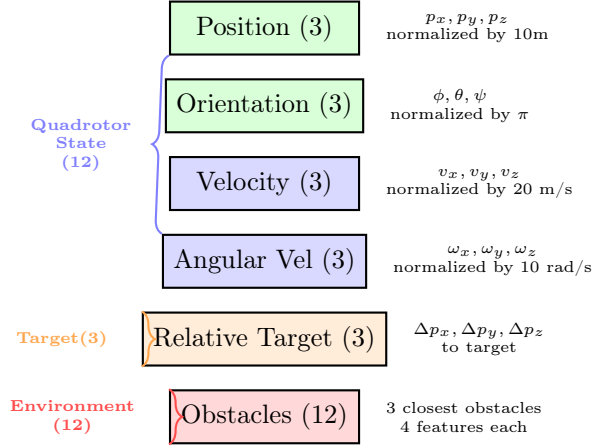 Position (3)
p_x, p_y, p_z
normalized by 10m
Orientation (3)
ϕ, θ, ψ
normalized by π
Quadrotor
State
(12)
Velocity (3)
v_x, v_y, v_z
normalized by 20 m/s
Angular Vel (3)
ω_x, ω_y, ω_z
normalized by 10 rad/s
Target(3)
Relative Target (3)
Δp_x, Δp_y, Δp_z
to target
Environment
(12)
Obstacles (12)
3 closest obstacles
4 features each